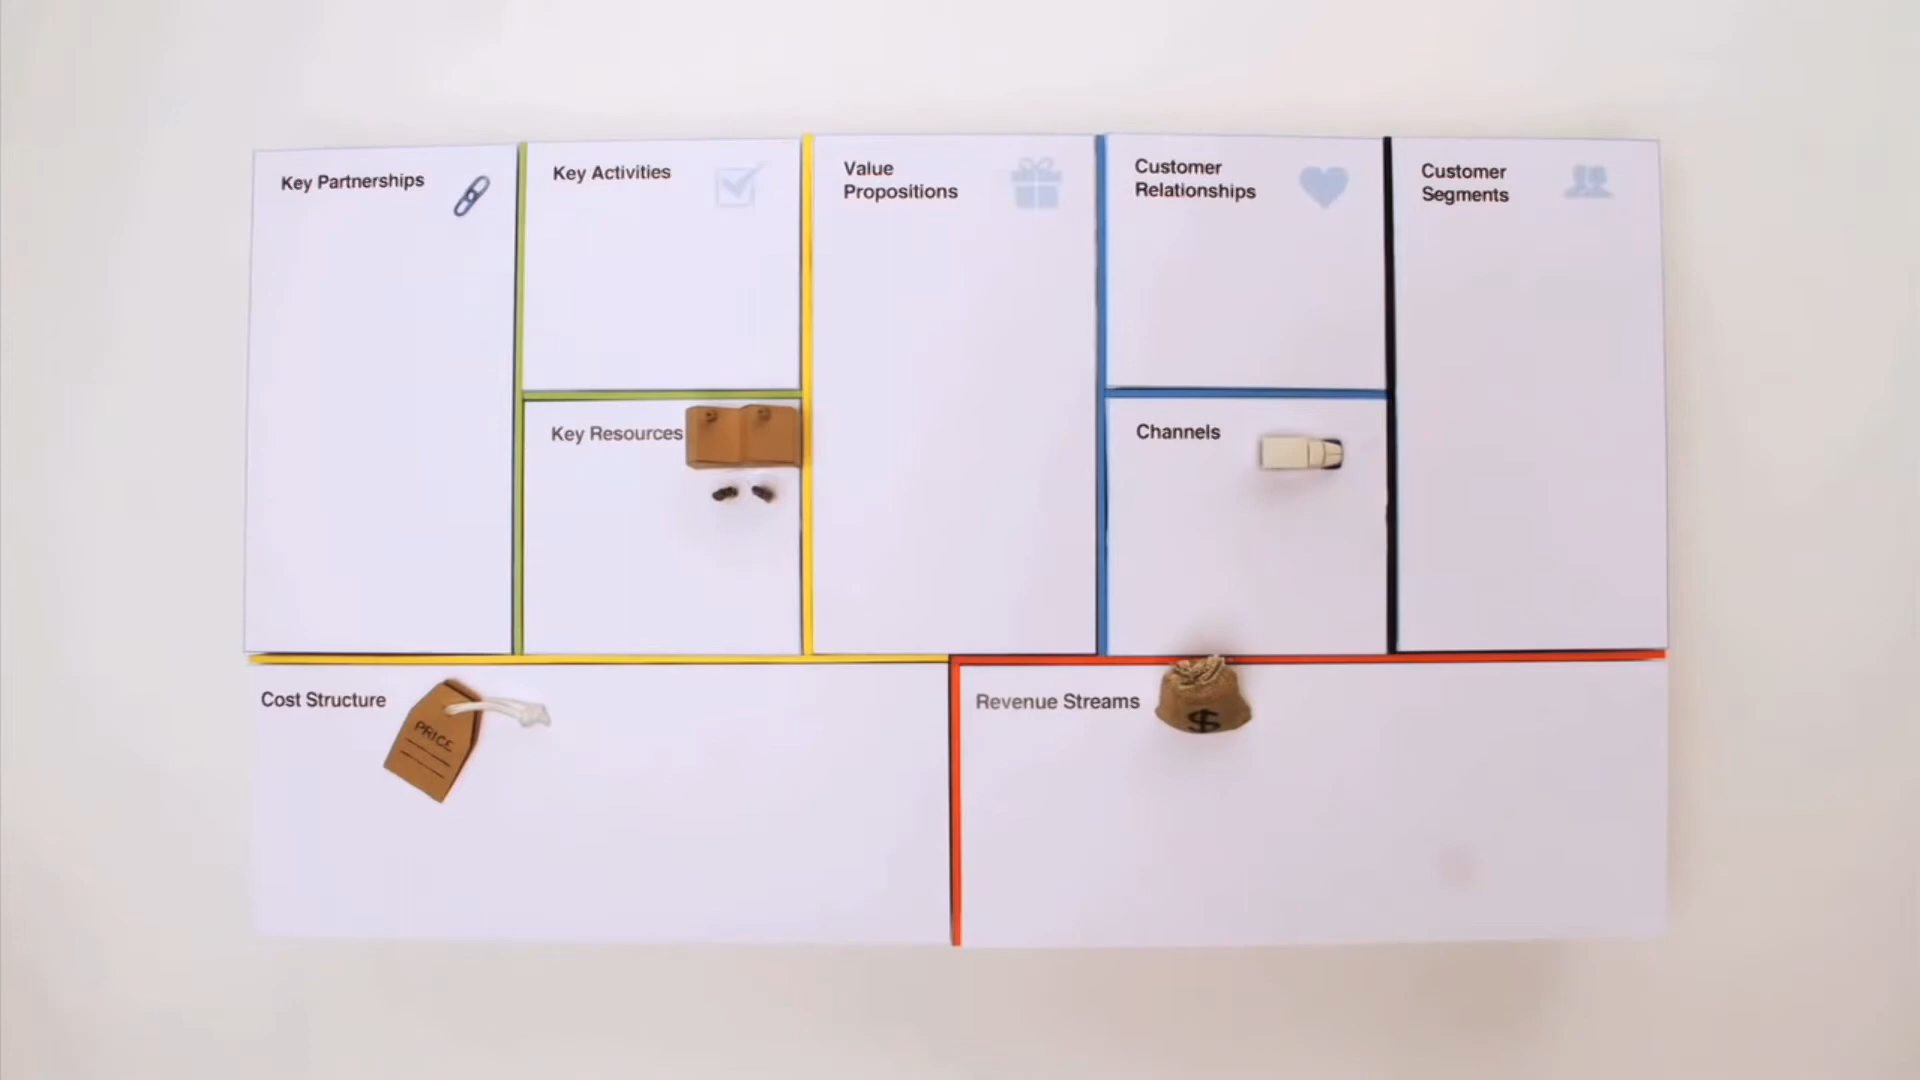 Key Partnerships
Key Activities
Value
Propositions
Customer
Relationships
Customer
Segments
Key Resources
Channels
Cost Structure
PRICE
Revenue Streams
$